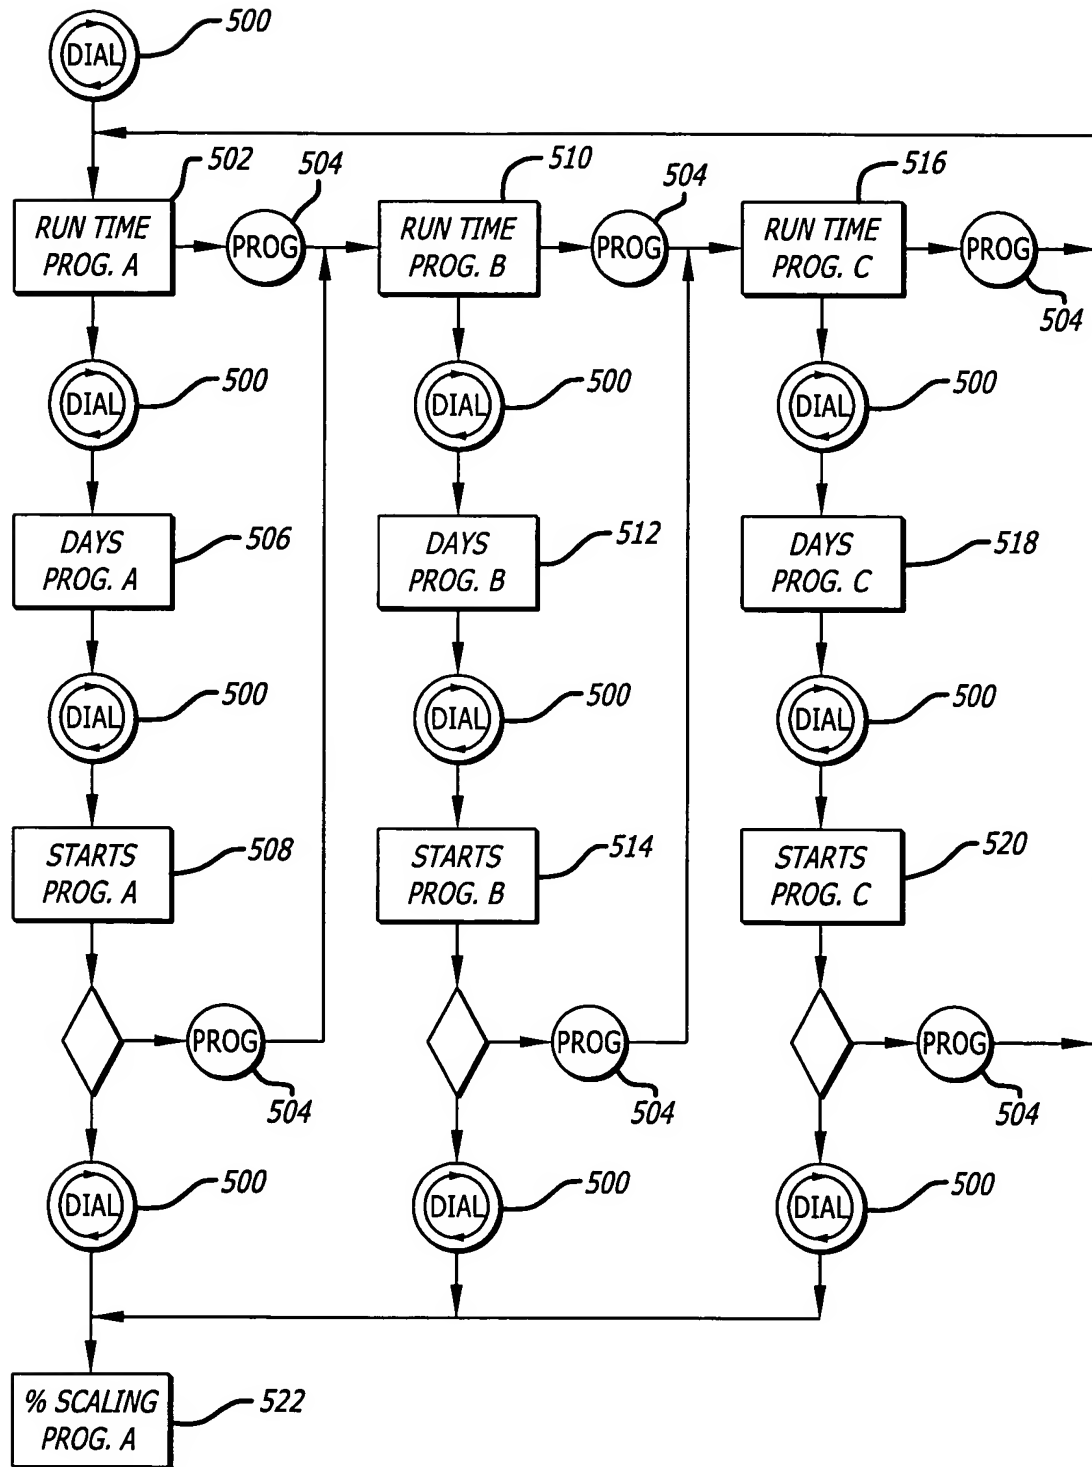 DIAL
500
502
RUN TIME
PROG. A
504
PROG
510
RUN TIME
PROG. B
504
PROG
516
RUN TIME
PROG. C
PROG
504
DIAL
500
DIAL
500
DIAL
500
DAYS
PROG. A
506
DAYS
PROG. B
512
DAYS
PROG. C
518
DIAL
500
DIAL
500
DIAL
500
STARTS
PROG. A
508
STARTS
PROG. B
514
STARTS
PROG. C
520
PROG
504
PROG
504
PROG
504
DIAL
500
DIAL
500
DIAL
500
% SCALING
PROG. A
522